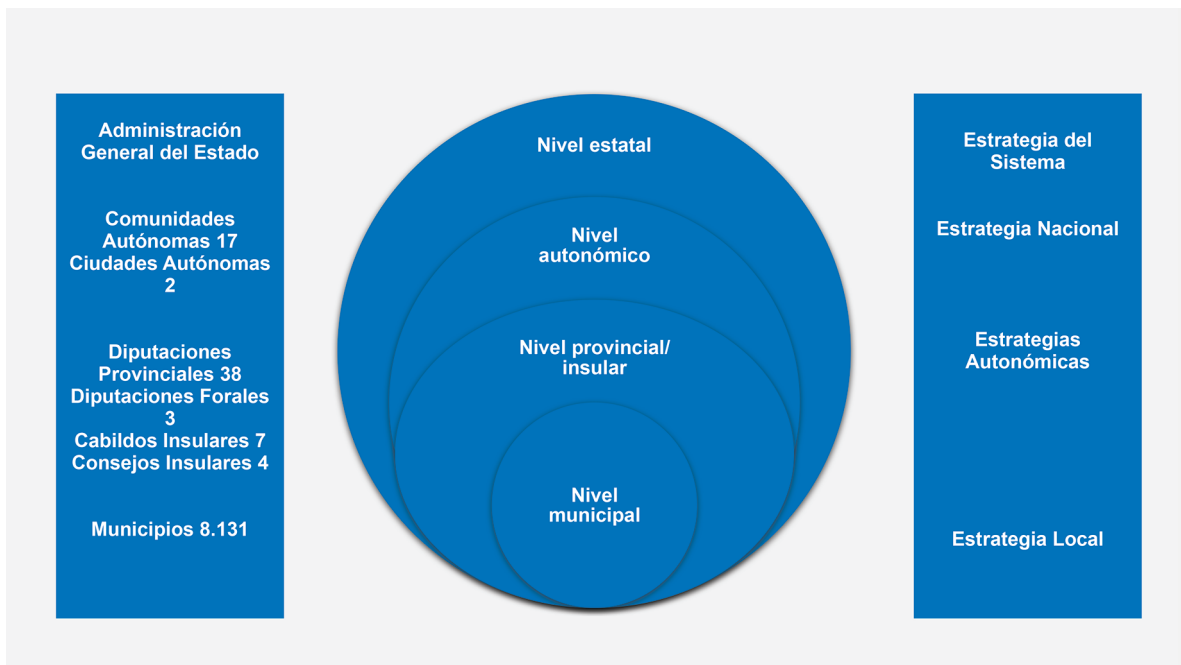 Administración
General del Estado
Comunidades
Autónomas 17
Ciudades Autónomas
2
Diputaciones
Provinciales 38
Diputaciones Forales
3
Cabildos Insulares 7
Consejos Insulares 4
Municipios 8.131
Nivel estatal
Nivel
autonómico
Nivel provincial/
insular
Nivel
municipal
Estrategia del
Sistema
Estrategia Nacional
Estrategias
Autonómicas
Estrategia Local